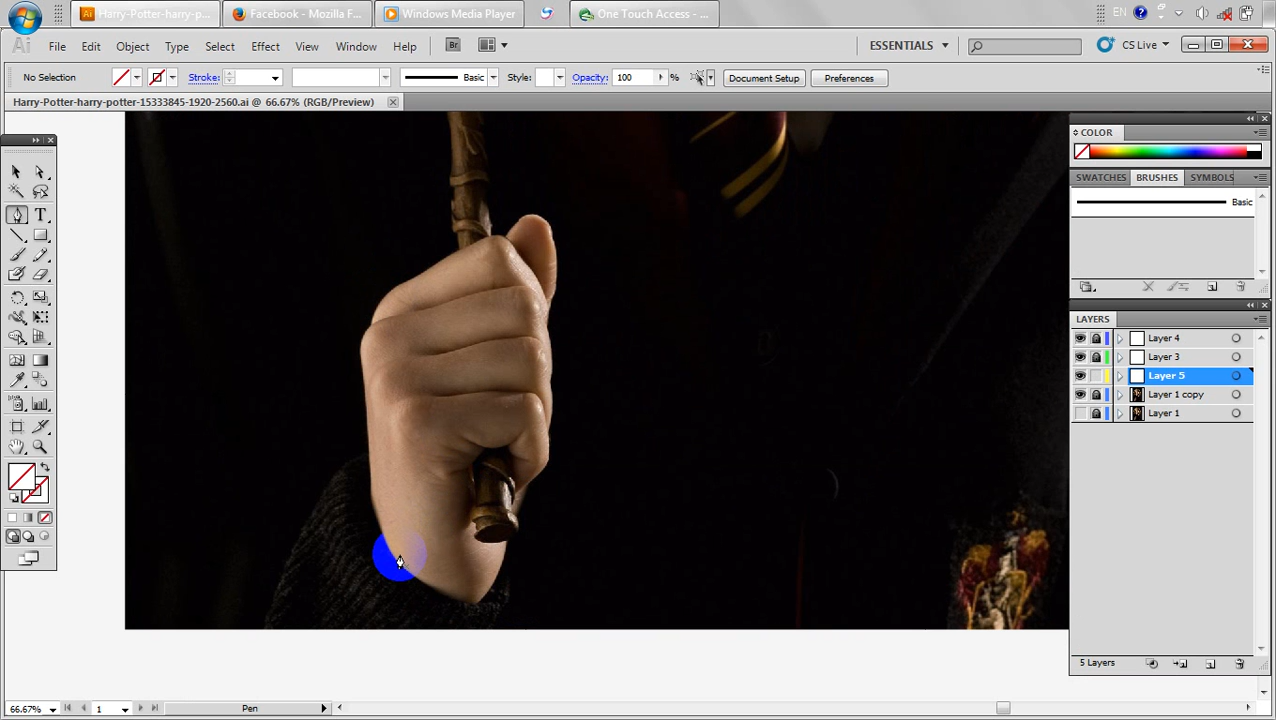 Harry-Potter-harry-p...
Facebook - Mozilla F...
Windows Media Player
One Touch Access - ...
EN
Ai
File
Edit
Object
Type
Select
Effect
View
Window
Help
Br
ESSENTIALS
CS Live
No Selection
Stroke:
Basic
Style:
Opacity:
100
%
Document Setup
Preferences
Harry-Potter-harry-potter-15333845-1920-2560.ai @ 66.67% (RGB/Preview)
COLOR
SWATCHES
BRUSHES
SYMBOLS
Basic
LAYERS
Layer 4
Layer 3
Layer 5
Layer 1 copy
Layer 1
5 Layers
66.67%
1
Pen